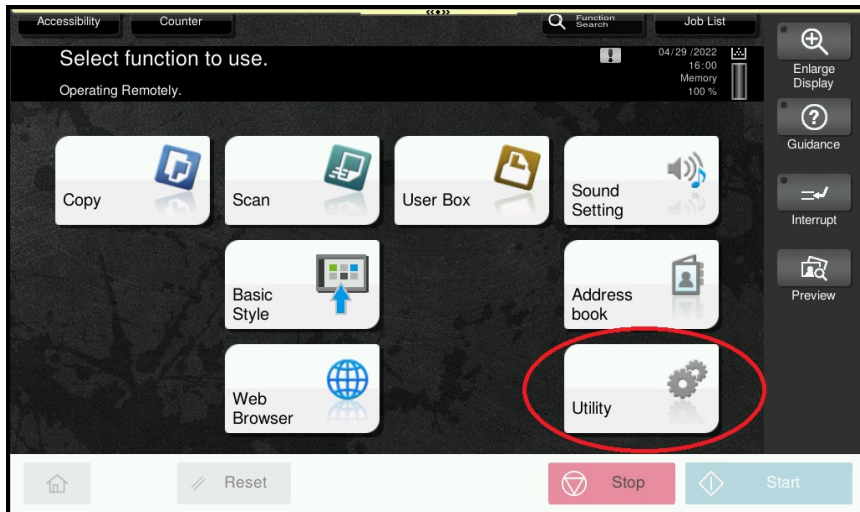 Accessibility
Counter
Function
Search
Job List
Select function to use.
Operating Remotely.
04/29 /2022
16:00
Memory
100 %
Enlarge
Display
Guidance
Copy
Scan
User Box
Sound
Setting
Interrupt
Basic
Style
Address
book
Preview
Web
Browser
Utility
Reset
Stop
Start